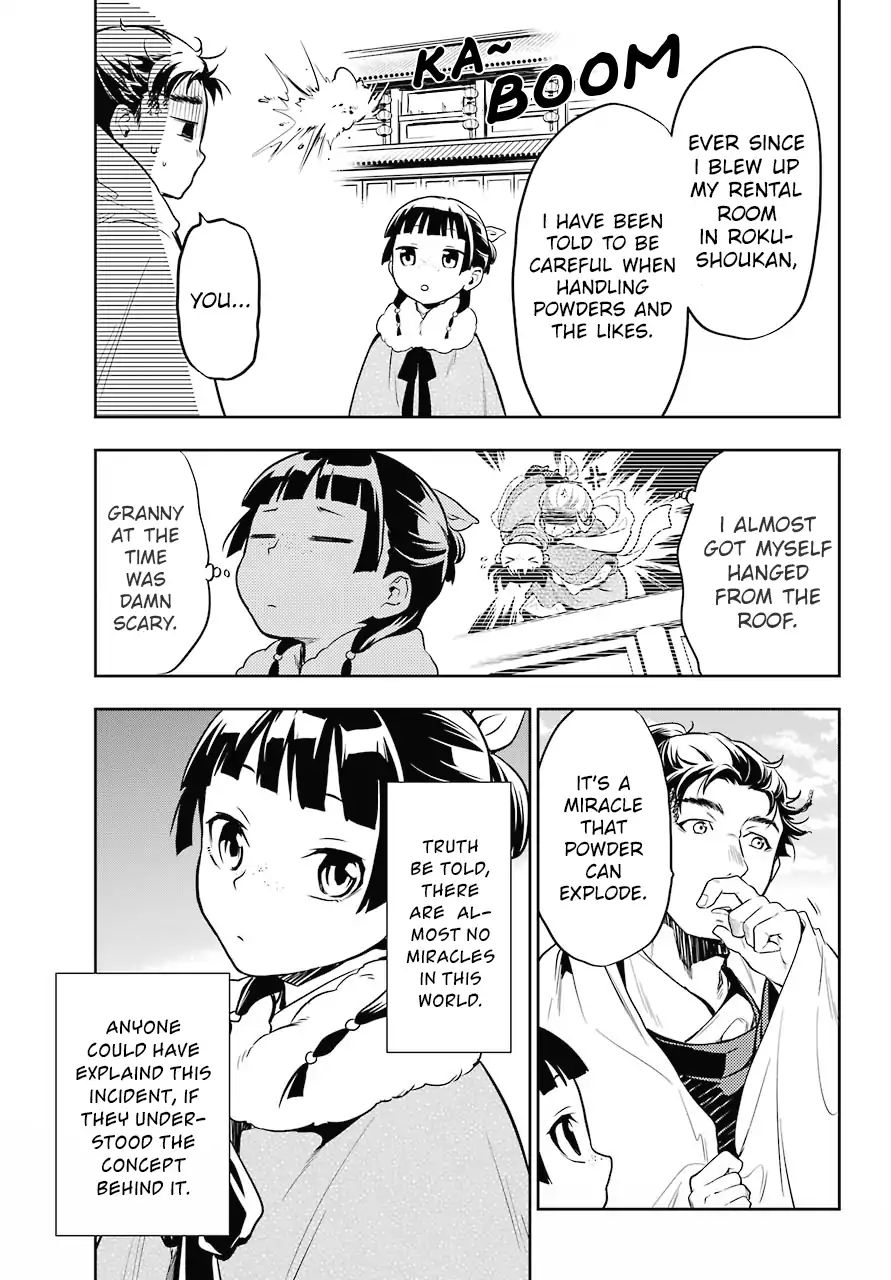 KA~
BOOM
EVER SINCE
I BLEW UP
MY RENTAL
ROOM
IN ROKU-
SHOUKAN,
I HAVE BEEN
TOLD TO BE
CAREFUL WHEN
HANDLING
POWDERS AND
THE LIKES.
YOU...
I ALMOST
GOT MYSELF
HANGED
FROM THE
ROOF.
GRANNY
AT THE
TIME WAS
DAMN
SCARY.
IT'S A
MIRACLE
THAT
POWDER
CAN
EXPLODE.
TRUTH
BE TOLD,
THERE
ARE AL-
MOST NO
MIRACLES
IN THIS
WORLD.
ANYONE
COULD HAVE
EXPLAIND THIS
INCIDENT, IF
THEY UNDER-
STOOD THE
CONCEPT
BEHIND IT.